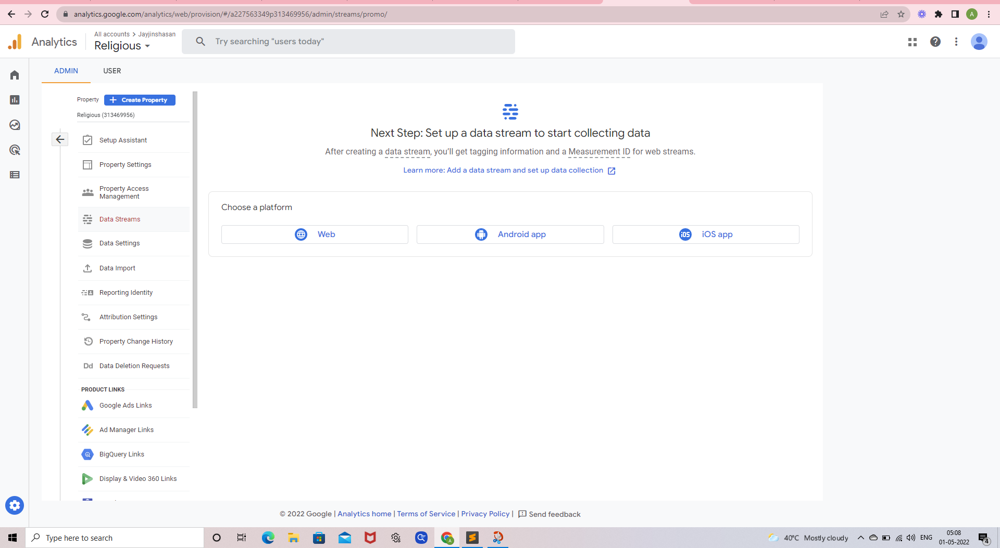 analytics.google.com/analytics/web/provision/#/a227563349p313469956/admin/streams/promo/
A
Analytics
All accounts > Jayjinshasan
Religious
Try searching "users today"
ADMIN
USER
Property
Create Property
Religious (313469956)
Setup Assistant
Property Settings
Property Access
Management
Data Streams
Data Settings
Data Import
Reporting Identity
Attribution Settings
Property Change History
Dd Data Deletion Requests
PRODUCT LINKS
Google Ads Links
Ad Manager Links
BigQuery Links
Display & Video 360 Links
Next Step: Set up a data stream to start collecting data
After creating a data stream, you’ll get tagging information and a Measurement ID for web streams.
Learn more: Add a data stream and set up data collection
Choose a platform
Web
Android app
iOS iOS app
© 2022 Google | Analytics home | Terms of Service | Privacy Policy | Send feedback
Type here to search
A
40°C Mostly cloudy
ENG
05:08
01-05-2022
4